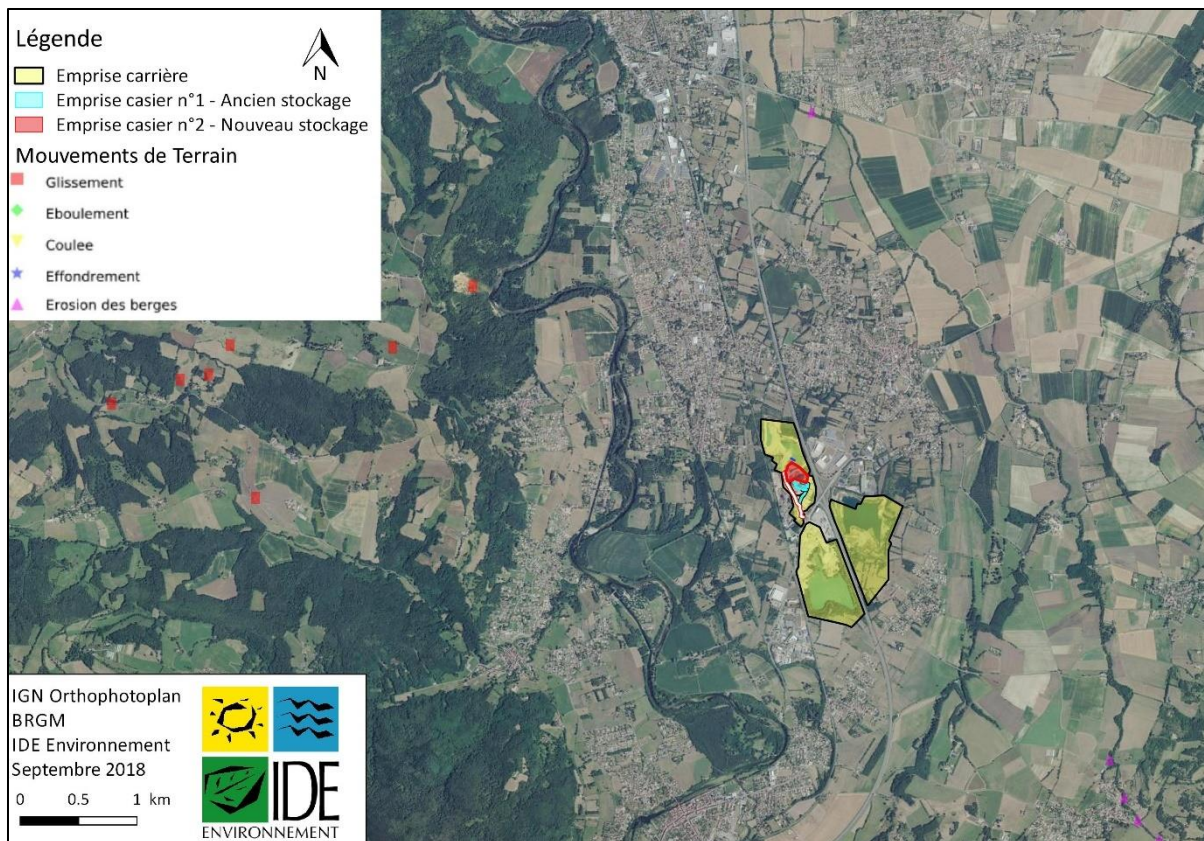 Légende
N
Emprise carrière
Emprise casier n°1 - Ancien stockage
Emprise casier n°2 - Nouveau stockage
Mouvements de Terrain
Glissement
Eboulement
Coulee
Effondrement
Erosion des berges
IGN Orthophotoplan
BRGM
IDE Environnement
Septembre 2018
0 0.5 1 km
IDE
ENVIRONNEMENT